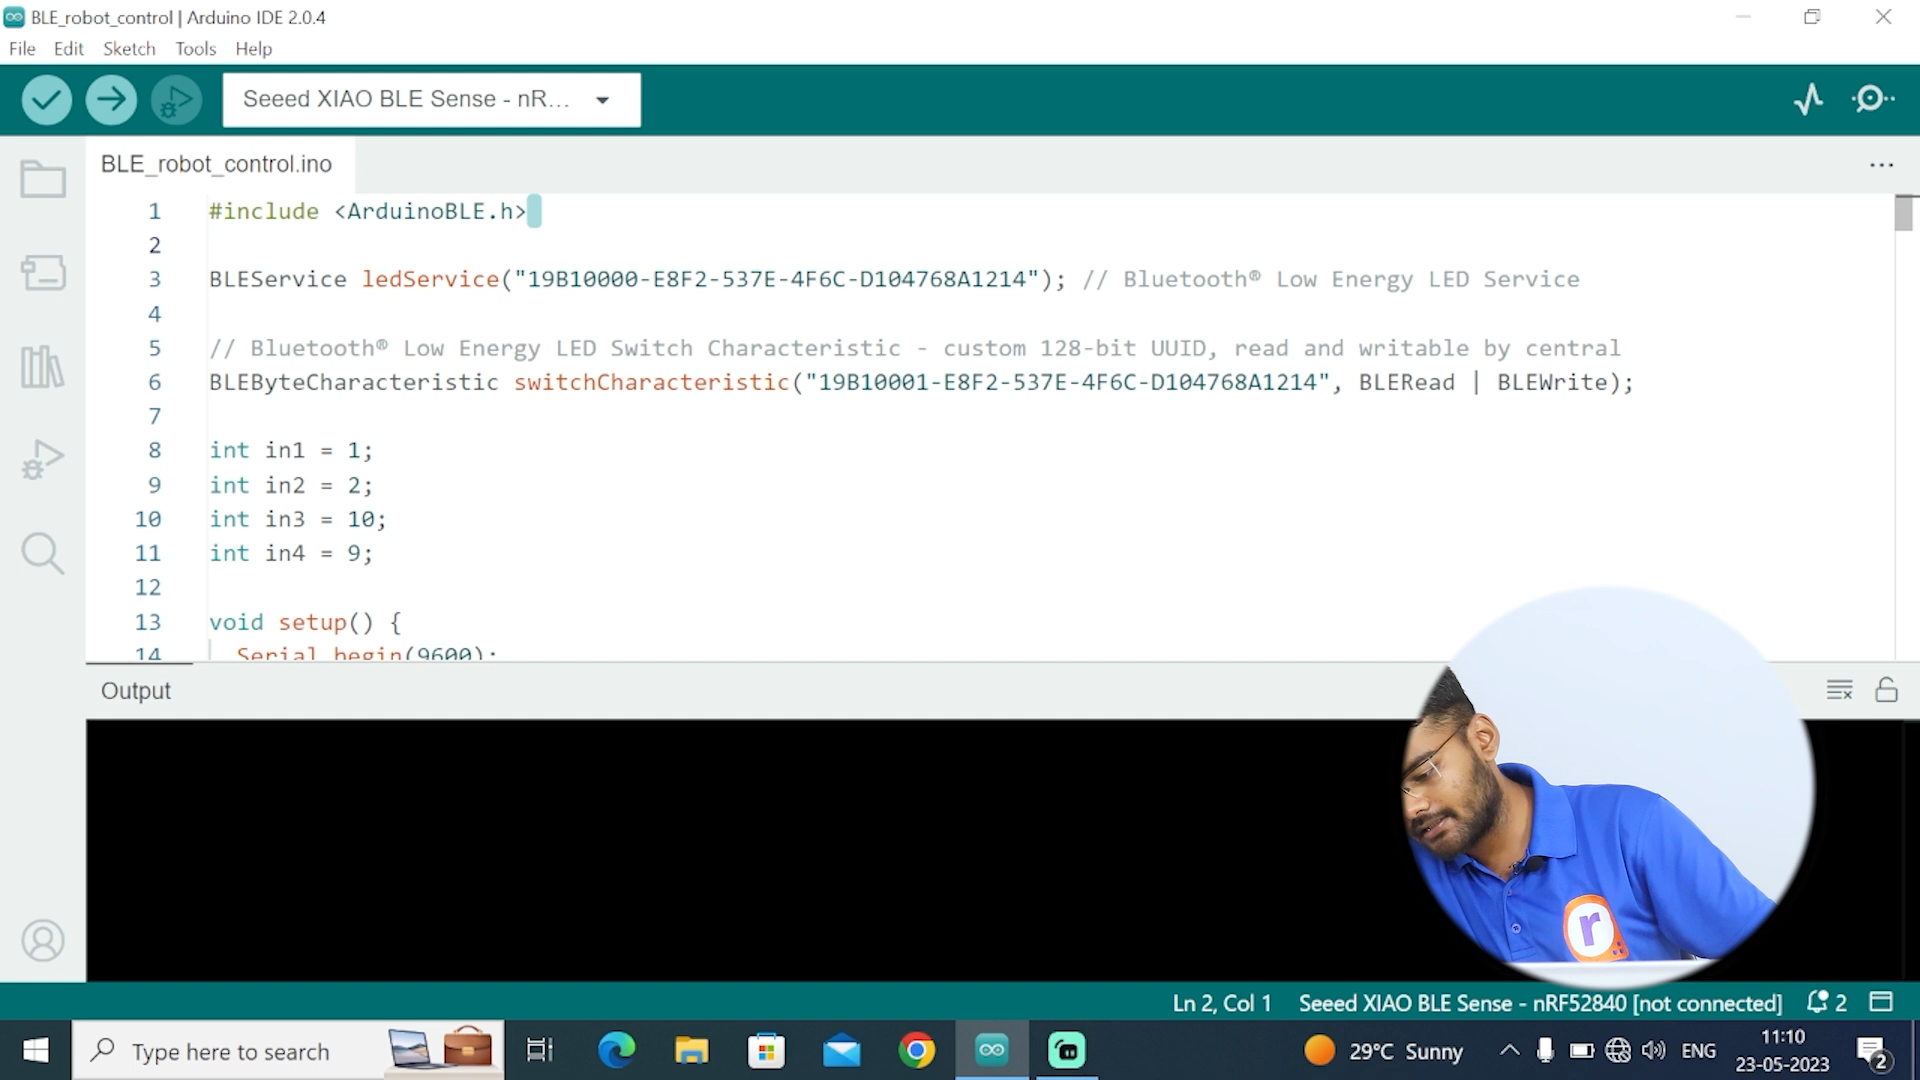 BLE_robot_control | Arduino IDE 2.0.4
File Edit Sketch Tools Help
Seeed XIAO BLE Sense - nR...
BLE_robot_control.ino
1 #include <ArduinoBLE.h>
2
3 BLEService ledService("19B10000-E8F2-537E-4F6C-D104768A1214"); // Bluetooth® Low Energy LED Service
4
5 // Bluetooth® Low Energy LED Switch Characteristic - custom 128-bit UUID, read and writable by central
6 BLEByteCharacteristic switchCharacteristic("19B10001-E8F2-537E-4F6C-D104768A1214", BLERead | BLEWrite);
7
8 int in1 = 1;
9 int in2 = 2;
10 int in3 = 10;
11 int in4 = 9;
12
13 void setup() {
14 Serial.begin(9600);
Output
r
Ln 2, Col 1 Seeed XIAO BLE Sense - nRF52840 [not connected] 2
Type here to search
29°C Sunny
ENG
11:10
23-05-2023
2